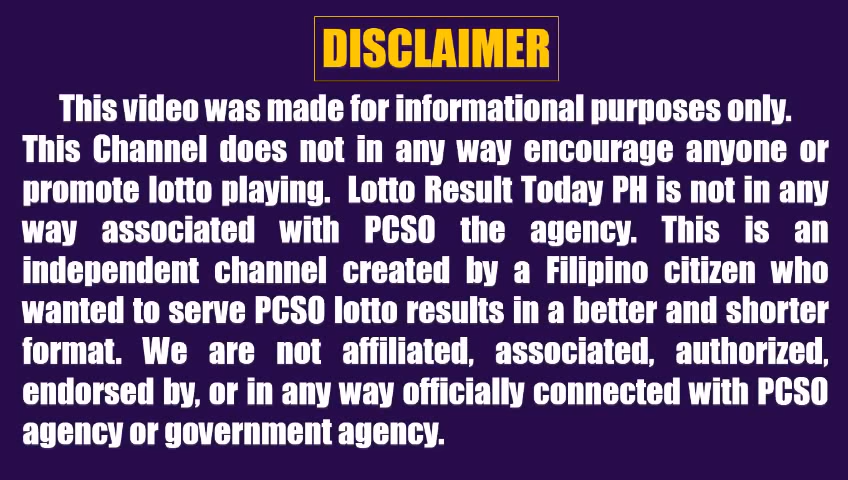 DISCLAIMER
This video was made for informational purposes only.
This Channel does not in any way encourage anyone or
promote lotto playing. Lotto Result Today PH is not in any
way associated with PCSO the agency. This is an
independent channel created by a Filipino citizen who
wanted to serve PCSO lotto results in a better and shorter
format. We are not affiliated, associated, authorized,
endorsed by, or in any way officially connected with PCSO
agency or government agency.